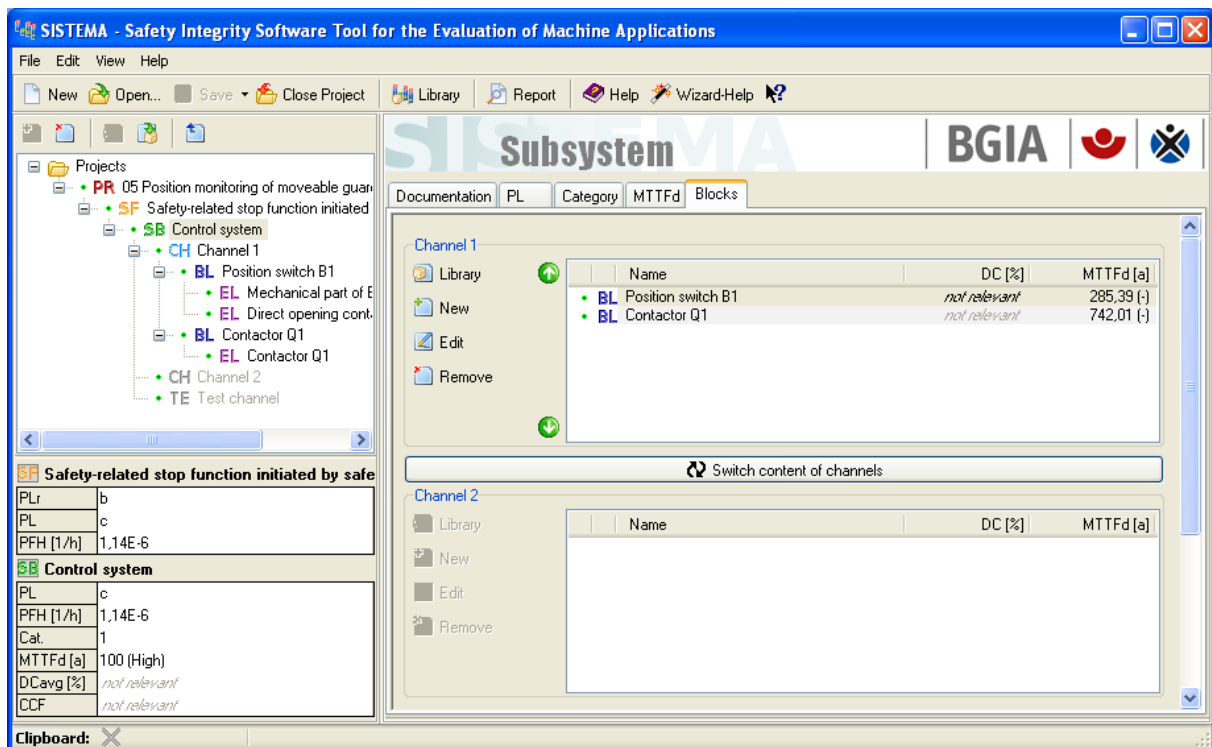 SISTEMA - Safety Integrity Software Tool for the Evaluation of Machine Applications
File Edit View Help
New Open... Save Close Project Library Report Help Wizard-Help
SISTEMA
Subsystem
BGIA
Projects
PR 05 Position monitoring of moveable guar
SF Safety-related stop function initiated
SB Control system
CH Channel 1
BL Position switch B1
EL Mechanical part of B
EL Direct opening cont
BL Contactor Q1
EL Contactor Q1
CH Channel 2
TE Test channel
SF Safety-related stop function initiated by safe
PLr b
PL c
PFH [1/h] 1,14E-6
SB Control system
PL c
PFH [1/h] 1,14E-6
Cat. 1
MTTFd [a] 100 (High)
DCavg [%] not relevant
CCF not relevant
Documentation PL Category MTTFd Blocks
Channel 1
Library
New
Edit
Remove
Name DC [%] MTTFd [a]
BL Position switch B1 not relevant 285,39 (-)
BL Contactor Q1 not relevant 742,01 (-)
Switch content of channels
Channel 2
Library
New
Edit
Remove
Name DC [%] MTTFd [a]
Clipboard: